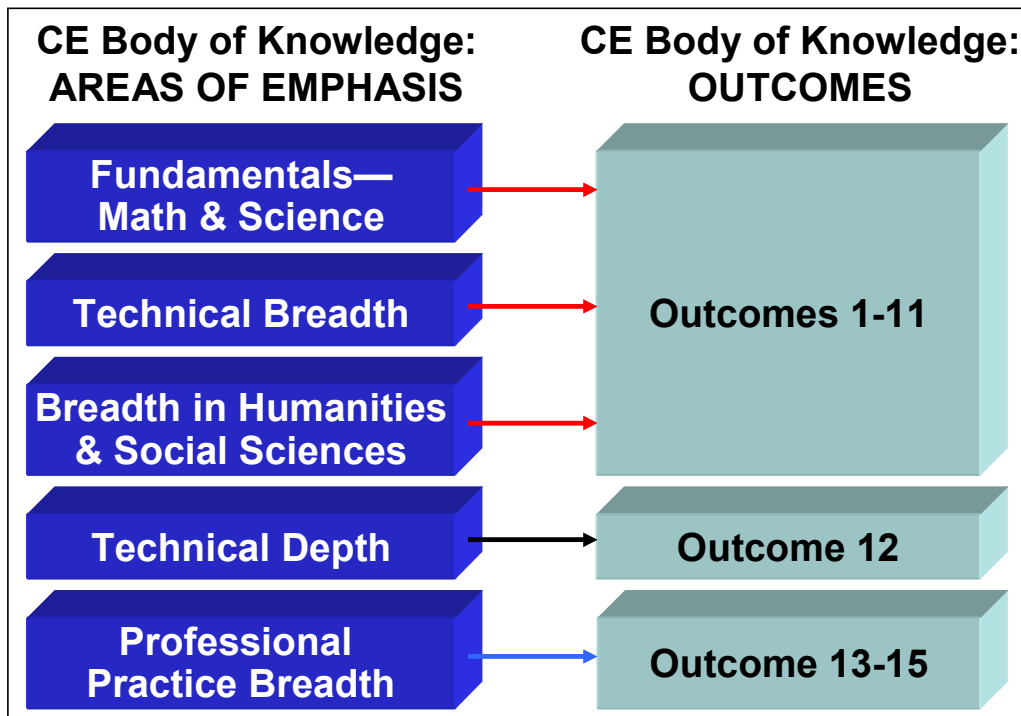 CE Body of Knowledge:
AREAS OF EMPHASIS
CE Body of Knowledge:
OUTCOMES
Fundamentals—
Math & Science
Technical Breadth
Breadth in Humanities
& Social Sciences
Outcomes 1-11
Technical Depth
Outcome 12
Professional
Practice Breadth
Outcome 13-15